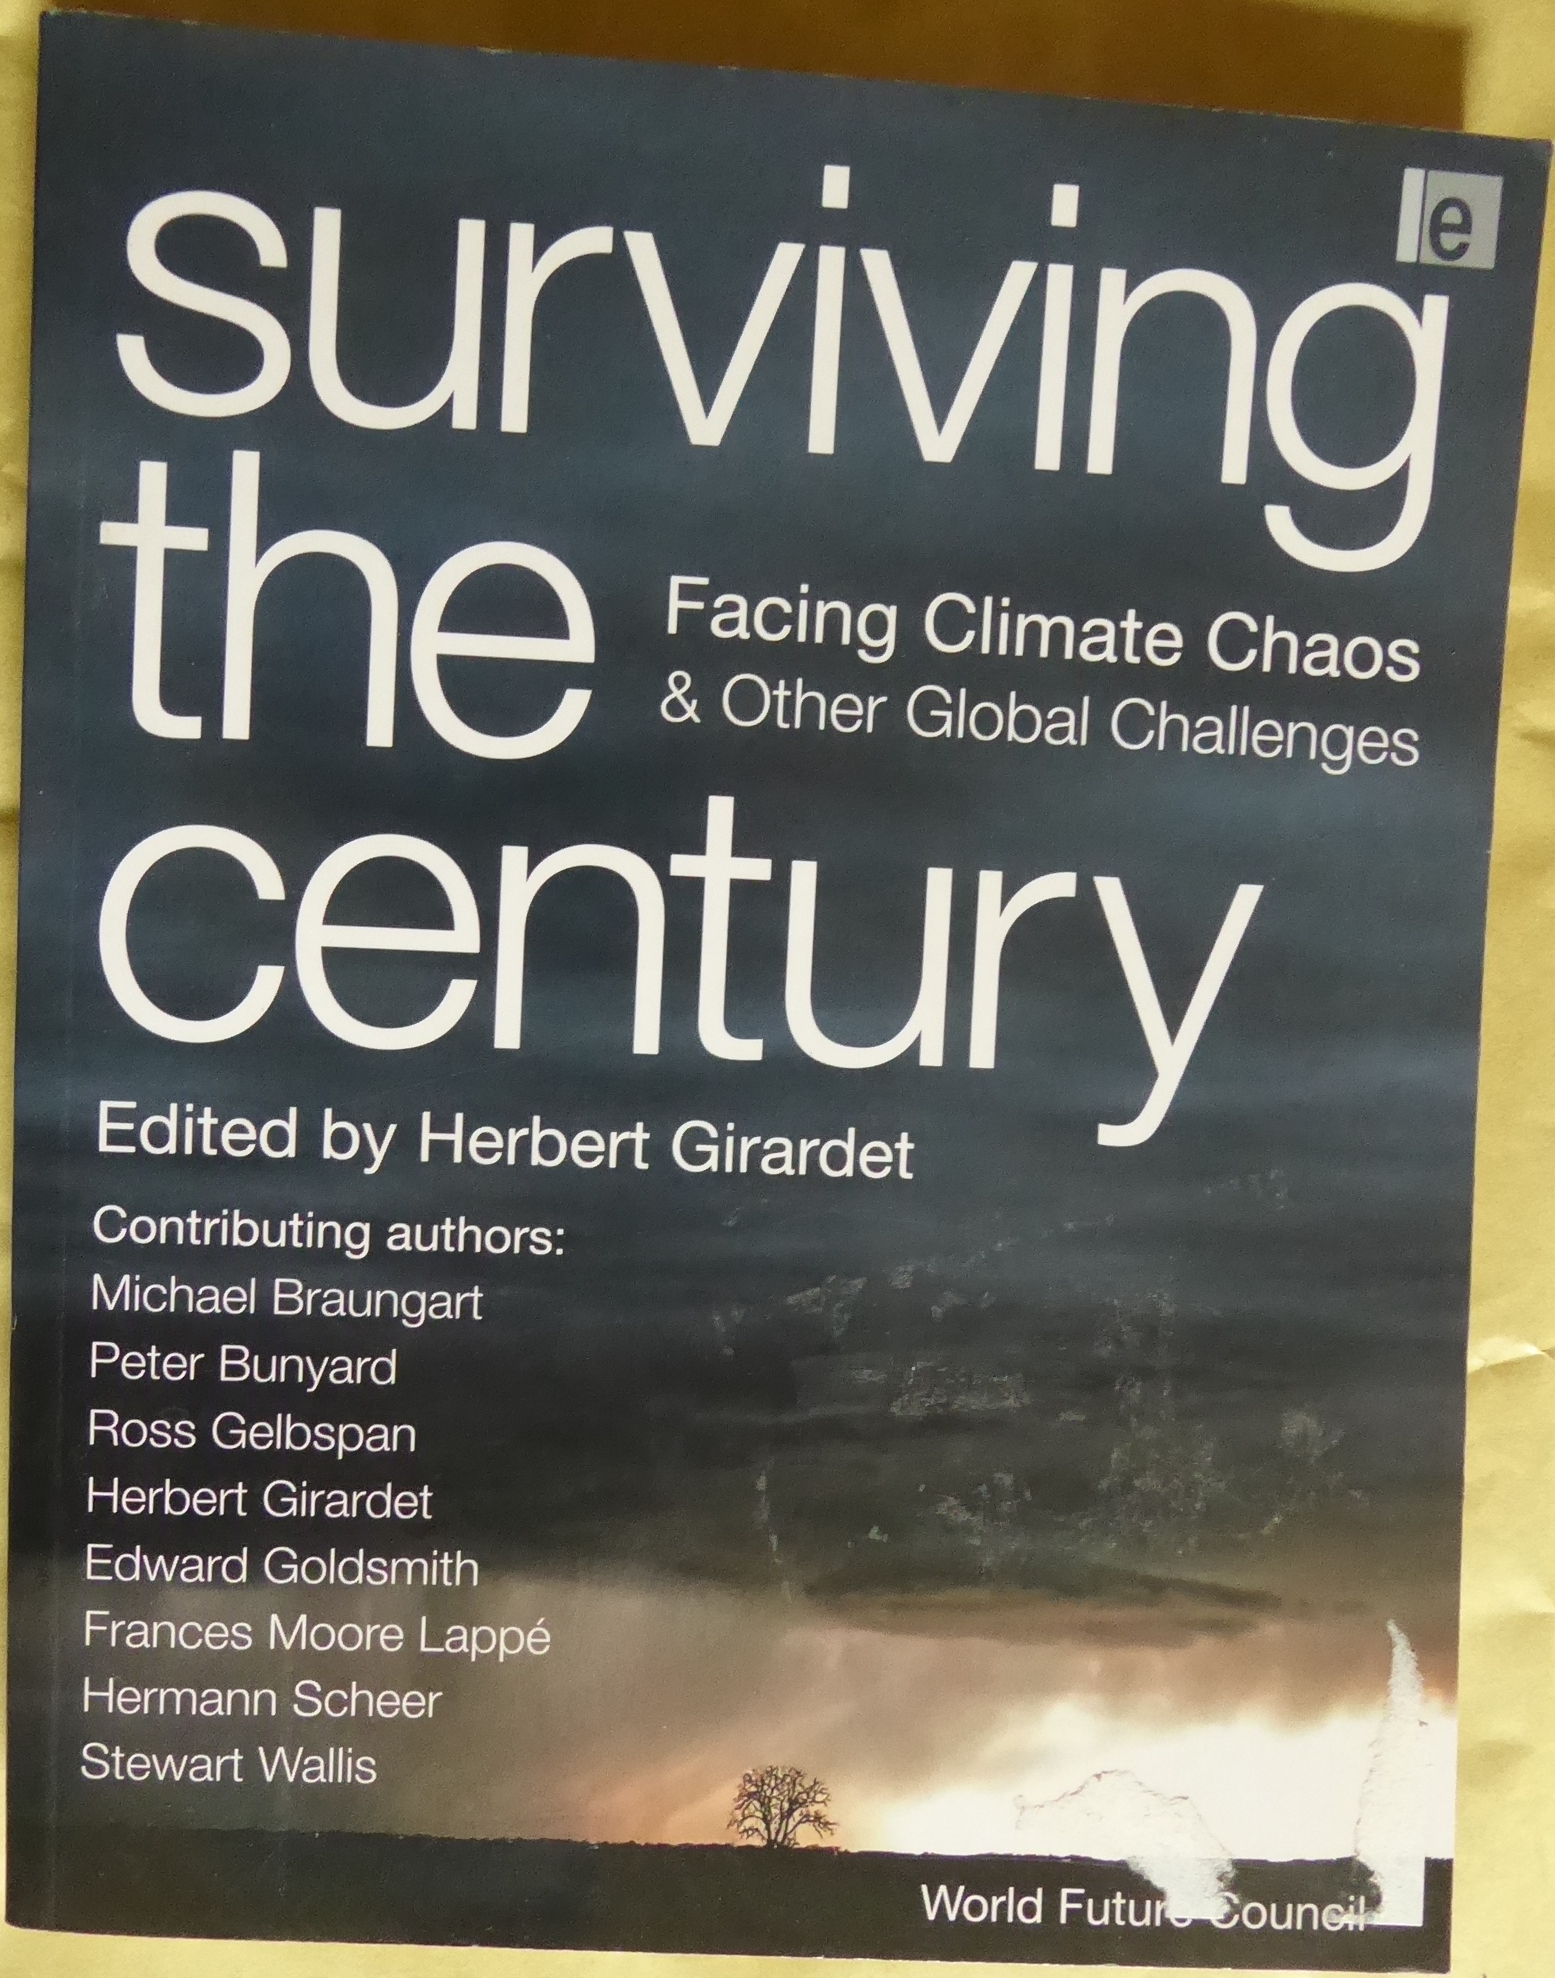 e
surviving
the
Facing Climate Chaos
& Other Global Challenges
century
Edited by Herbert Girardet
Contributing authors:
Michael Braungart
Peter Bunyard
Ross Gelbspan
Herbert Girardet
Edward Goldsmith
Frances Moore Lappé
Hermann Scheer
Stewart Wallis
World Future Council